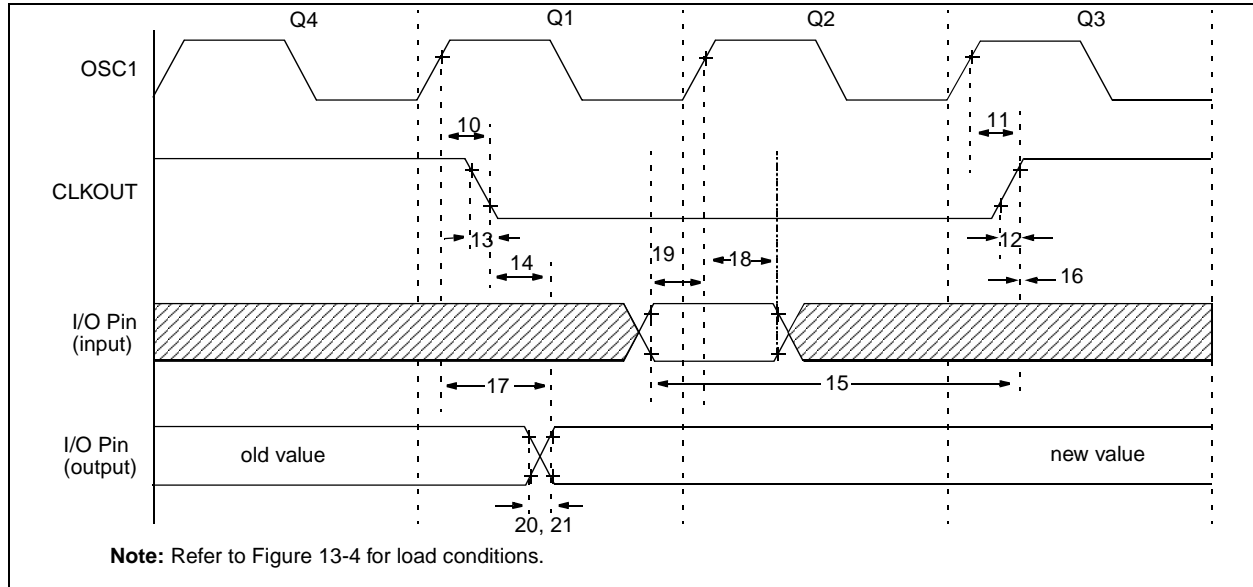 Q4 Q1 Q2 Q3
OSC1
10 11
CLKOUT
13 12
14 19 18 16
I/O Pin
(input)
17 15
I/O Pin
(output)
old value new value
20, 21
Note: Refer to Figure 13-4 for load conditions.